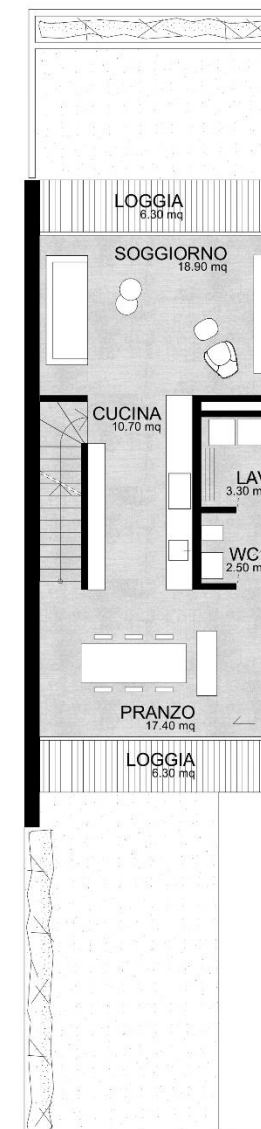 LOGGIA
6.30 mq
SOGGIORNO
18.90 mq
CUCINA
10.70 mq
LAV
3.30 m
WC
2.50 m
PRANZO
17.40 mq
LOGGIA
6.30 mq